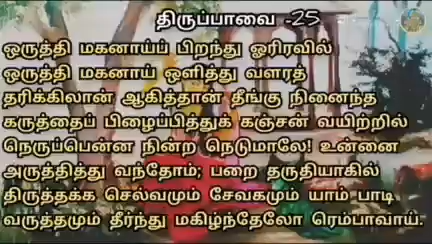 திருப்பாவை -25
ஒருத்தி மகனாய்ப் பிறந்து ஓரிரவில்
ஒருத்தி மகனாய் ஒளித்து வளரத்
தரிக்கிலான் ஆகித்தான் தீங்கு நினைந்த
கருத்தைப் பிழைப்பித்துக் கஞ்சன் வயிற்றில்
நெருப்பென்ன நின்ற நெடுமாலே! உன்னை
அருத்தித்து வந்தோம்; பறை தருதியாகில்
திருத்தக்க செல்வமும் சேவகமும் யாம் பாடி
வருத்தமும் தீர்ந்து மகிழ்ந்தேலோ ரெம்பாவாய்.